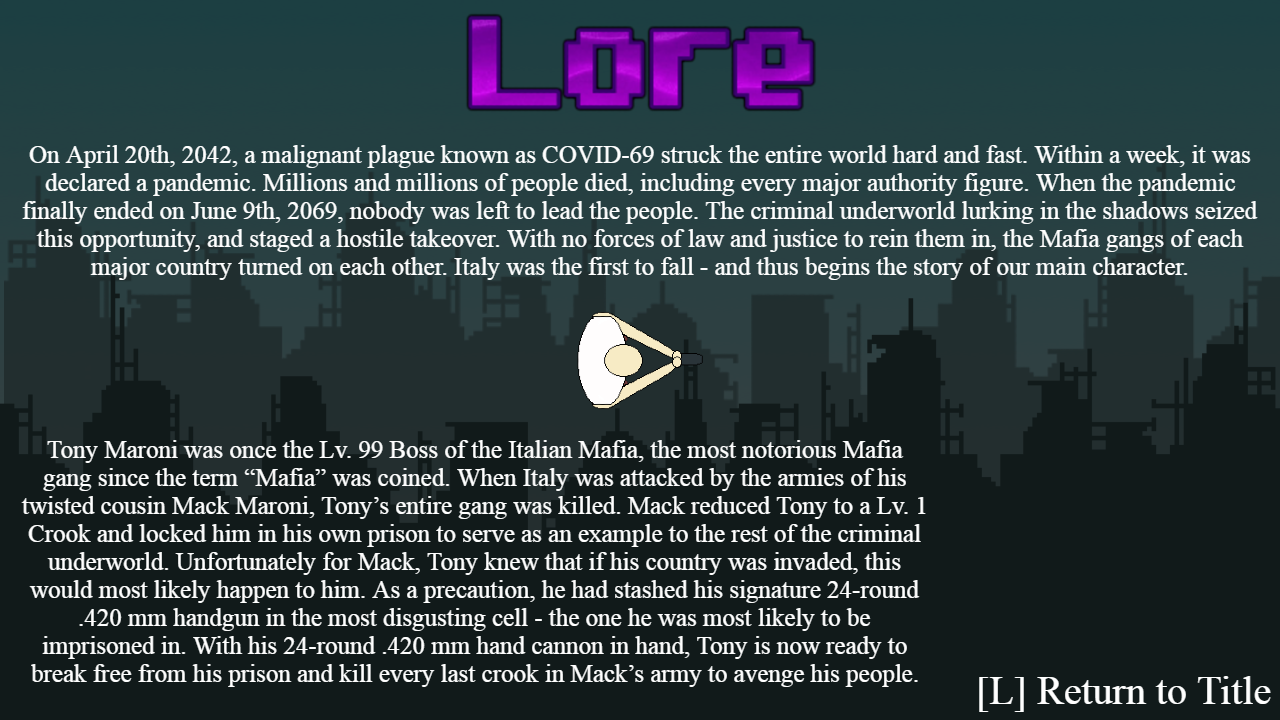 Lore
On April 20th, 2042, a malignant plague known as COVID-69 struck the entire world hard and fast. Within a week, it was
declared a pandemic. Millions and millions of people died, including every major authority figure. When the pandemic
finally ended on June 9th, 2069, nobody was left to lead the people. The criminal underworld lurking in the shadows seized
this opportunity, and staged a hostile takeover. With no forces of law and justice to rein them in, the Mafia gangs of each
major country turned on each other. Italy was the first to fall - and thus begins the story of our main character.
Tony Maroni was once the Lv. 99 Boss of the Italian Mafia, the most notorious Mafia
gang since the term “Mafia” was coined. When Italy was attacked by the armies of his
twisted cousin Mack Maroni, Tony’s entire gang was killed. Mack reduced Tony to a Lv. 1
Crook and locked him in his own prison to serve as an example to the rest of the criminal
underworld. Unfortunately for Mack, Tony knew that if his country was invaded, this
would most likely happen to him. As a precaution, he had stashed his signature 24-round
.420 mm handgun in the most disgusting cell - the one he was most likely to be
imprisoned in. With his 24-round .420 mm hand cannon in hand, Tony is now ready to
break free from his prison and kill every last crook in Mack’s army to avenge his people.
[L] Return to Title